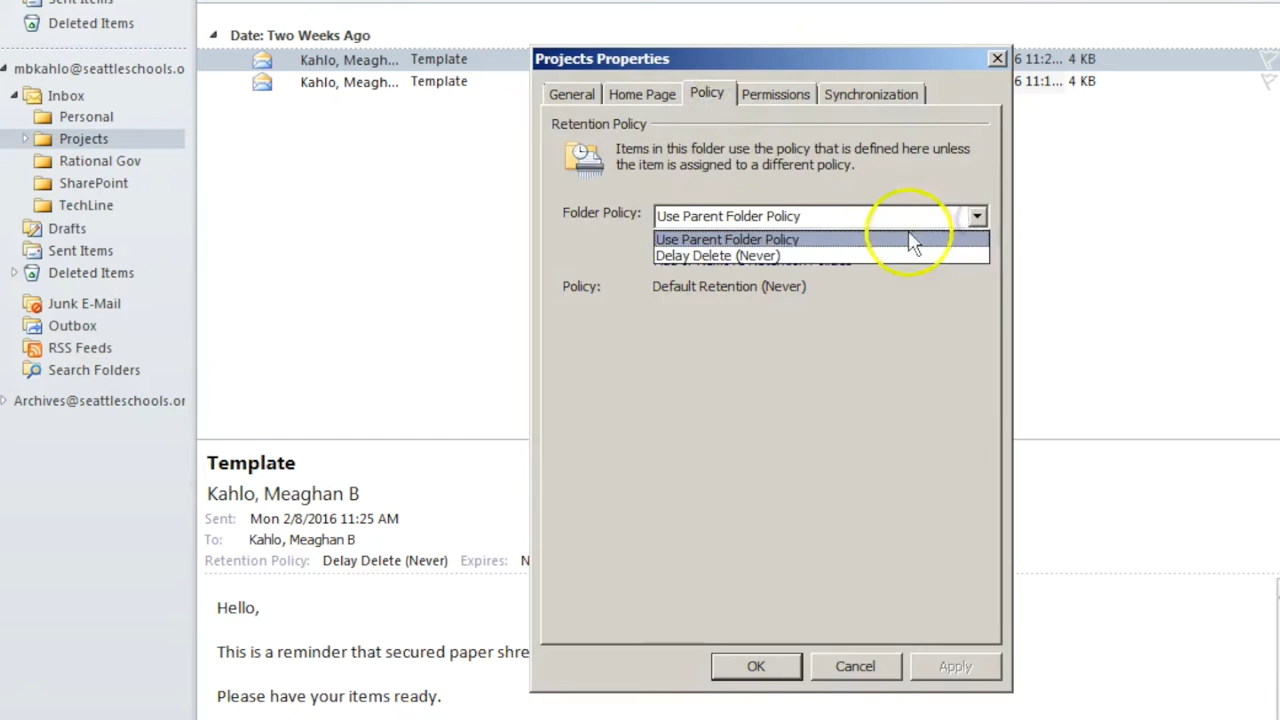 Sent Items
Deleted Items
mbkahlo@seattleschools.o
Inbox
Personal
Projects
Rational Gov
SharePoint
TechLine
Drafts
Sent Items
Deleted Items
Junk E-Mail
Outbox
RSS Feeds
Search Folders
Archives@seattleschools.or
Date: Two Weeks Ago
Kahlo, Meagh... Template 6 11:2... 4 KB
Kahlo, Meagh... Template 6 11:1... 4 KB
Projects Properties
General Home Page Policy Permissions Synchronization
Retention Policy
Items in this folder use the policy that is defined here unless
the item is assigned to a different policy.
Folder Policy: Use Parent Folder Policy
Use Parent Folder Policy
Delay Delete (Never)
Policy: Default Retention (Never)
OK Cancel Apply
Template
Kahlo, Meaghan B
Sent: Mon 2/8/2016 11:25 AM
To: Kahlo, Meaghan B
Retention Policy: Delay Delete (Never) Expires: N
Hello,
This is a reminder that secured paper shre
Please have your items ready.